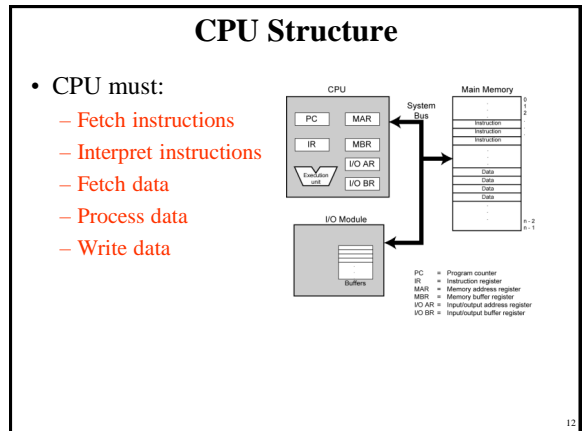 CPU Structure
• CPU must:
– Fetch instructions
– Interpret instructions
– Fetch data
– Process data
– Write data
CPU
System
Bus
Main Memory
PC
MAR
IR
MBR
I/O AR
Execution
unit
I/O BR
0
1
2
Instruction
Instruction
Instruction
Data
Data
Data
Data
n - 2
n - 1
I/O Module
Buffers
PC = Program counter
IR = Instruction register
MAR = Memory address register
MBR = Memory buffer register
I/O AR = Input/output address register
I/O BR = Input/output buffer register
12